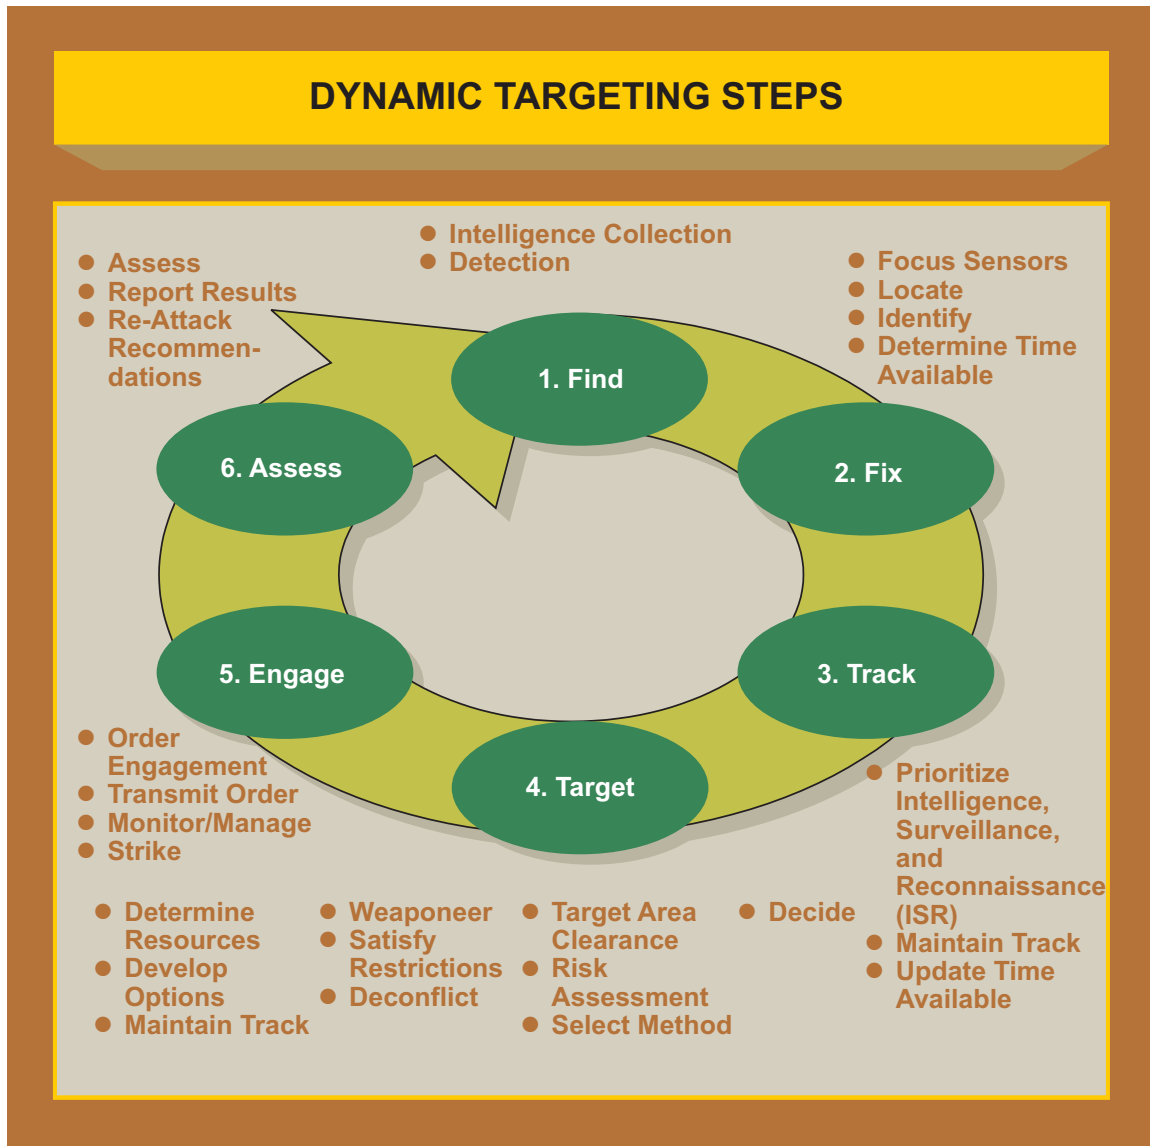 DYNAMIC TARGETING STEPS
● Intelligence Collection
● Detection
● Assess
● Report Results
● Re-Attack
Recommen-
dations
● Focus Sensors
● Locate
● Identify
● Determine Time
Available
1. Find
2. Fix
3. Track
4. Target
5. Engage
6. Assess
● Order
Engagement
● Transmit Order
● Monitor/Manage
● Strike
● Prioritize
Intelligence,
Surveillance,
and
Reconnaissance
(ISR)
● Maintain Track
● Update Time
Available
● Determine
Resources
● Develop
Options
● Maintain Track
● Weaponeer
● Satisfy
Restrictions
● Deconflict
● Target Area
Clearance
● Risk
Assessment
● Select Method
● Decide